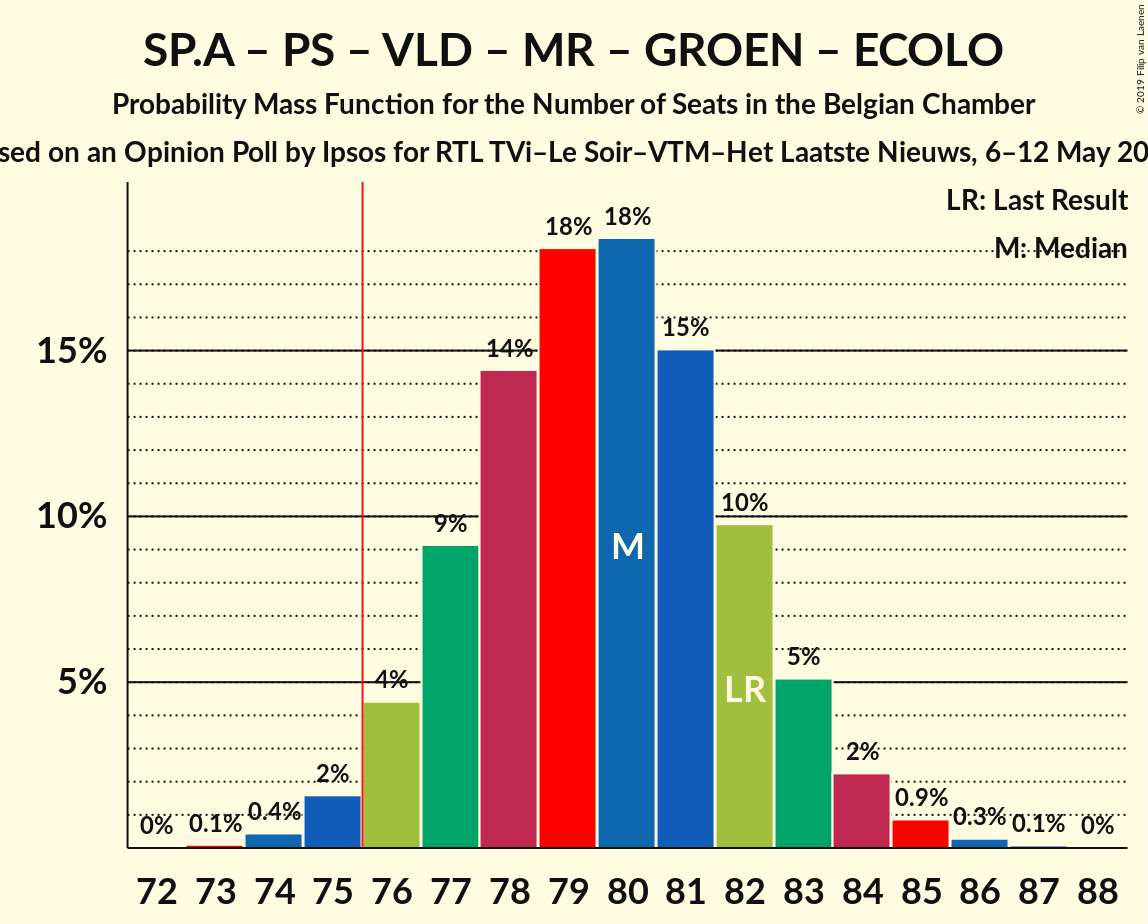 SP.A – PS – VLD – MR – GROEN – ECOLO
Probability Mass Function for the Number of Seats in the Belgian Chamber
sed on an Opinion Poll by Ipsos for RTL TVi–Le Soir–VTM–Het Laatste Nieuws, 6–12 May 20
© 2019 Filip van Laenen
LR: Last Result
M: Median
15%
10%
5%
0%
0.1%
0.4%
2%
4%
9%
14%
18%
18%
15%
10%
5%
2%
0.9%
0.3%
0.1%
0%
M
LR
72 73 74 75 76 77 78 79 80 81 82 83 84 85 86 87 88